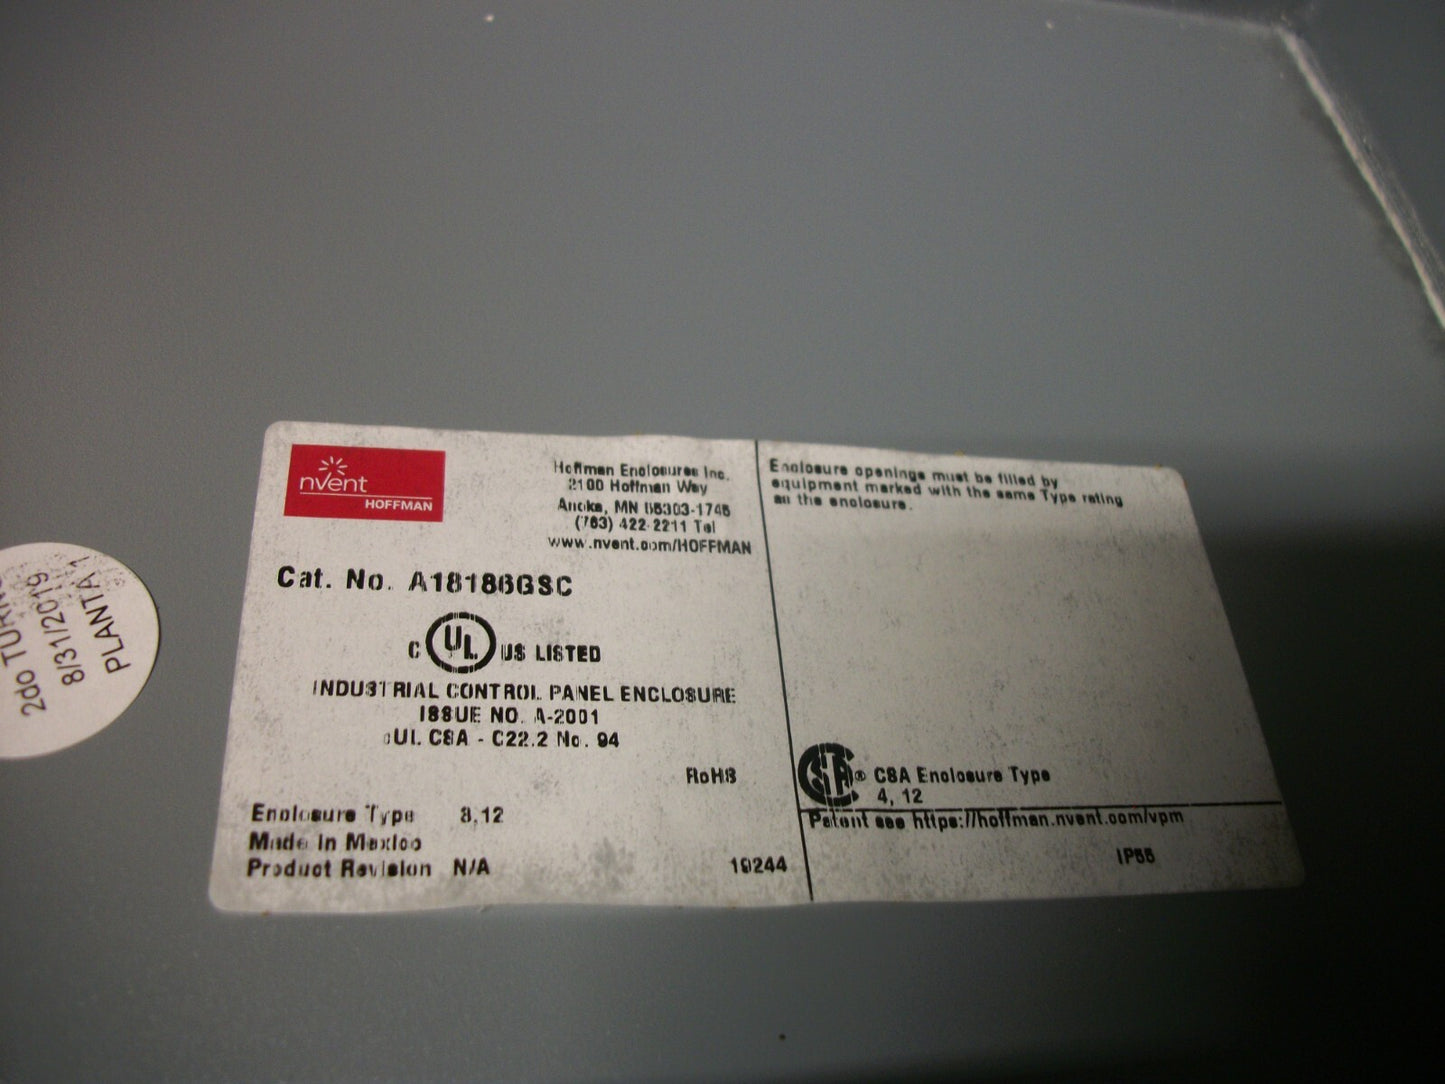 nVent
HOFFMAN
Hoffman Enclosures Inc.
2100 Hoffman Way
Anoka, MN 55303-1745
(763) 422-2211 Tel
www.nvent.com/HOFFMAN
Cat. No. A18186GSC
C UL US LISTED
INDUSTRIAL CONTROL PANEL ENCLOSURE
ISSUE NO. A-2001
cUL CSA - C22.2 No. 94
RoHS
Enclosure Type 3,12
Made in Mexico
Product Revision N/A
19244
Enclosure openings must be filled by
equipment marked with the same Type rating
as the enclosure.
CSA ® CSA Enclosure Type
4, 12
Patent see https://hoffman.nvent.com/vpm
IP55
2do
8/31/2019
PLANTA 1